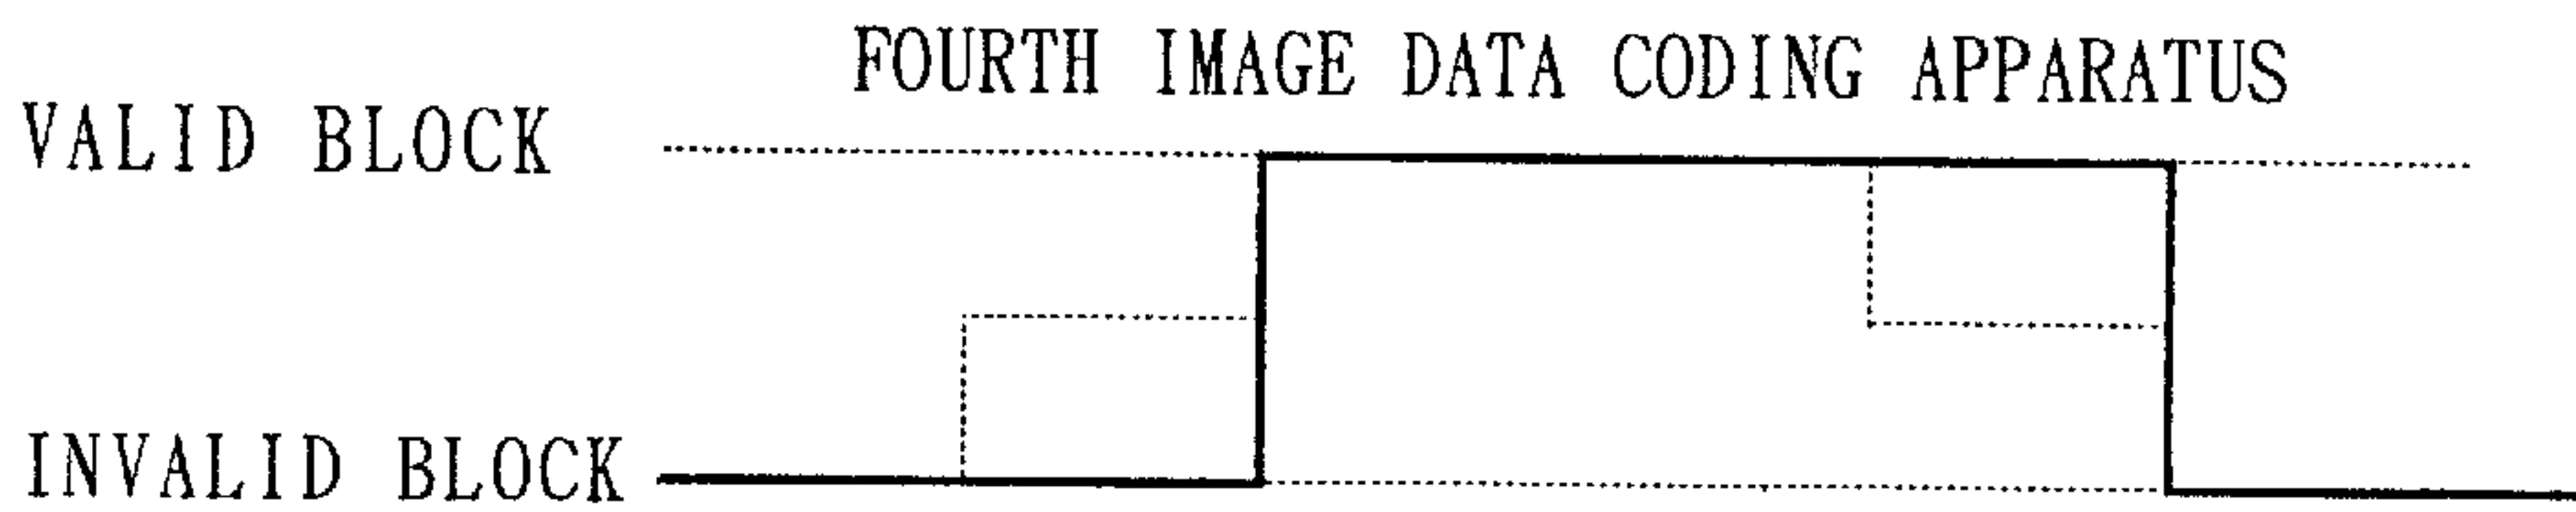 FOURTH IMAGE DATA CODING APPARATUS
VALID BLOCK
INVALID BLOCK